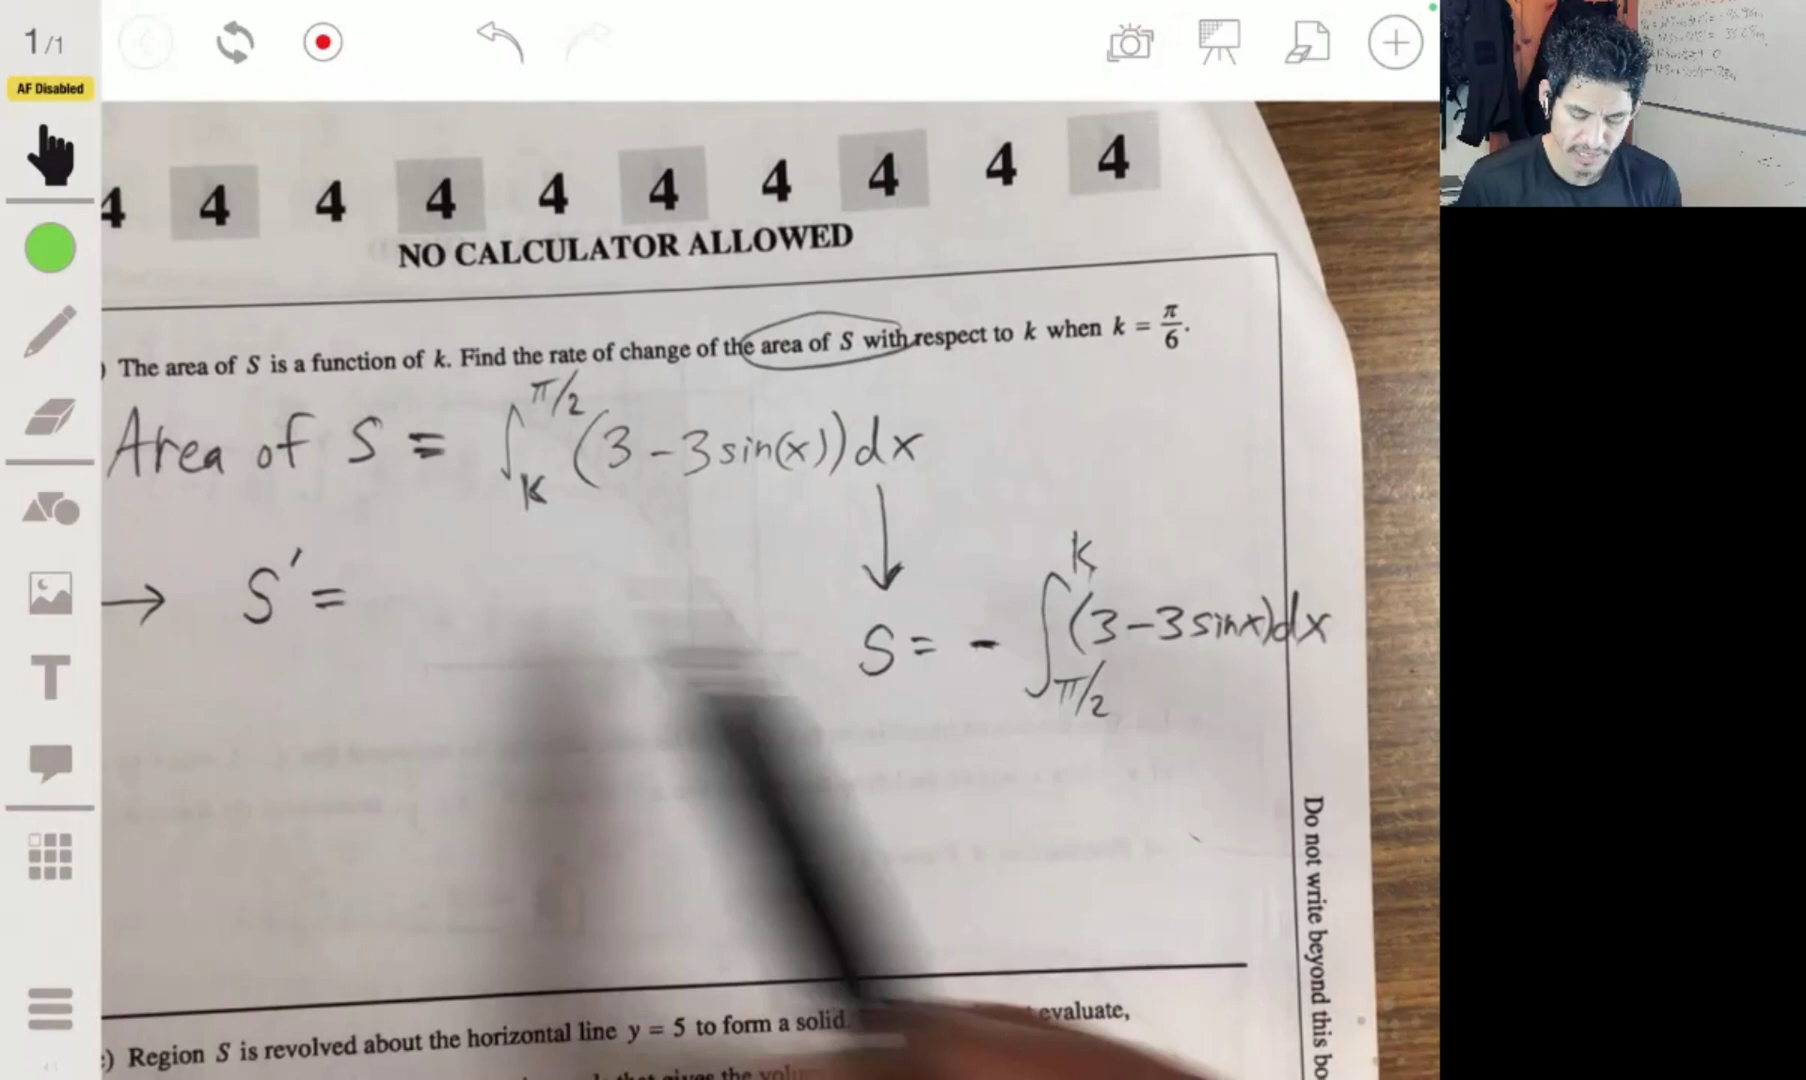 1/1
AF Disabled
4 4 4 4 4 4 4 4 4 4
NO CALCULATOR ALLOWED
) The area of S is a function of k. Find the rate of change of the area of S with respect to k when k = π/6.
Area of S = ∫_K^{π/2} (3-3sin(x))dx
→ S' =
S = - ∫_{π/2}^K (3-3sinx)dx
:) Region S is revolved about the horizontal line y = 5 to form a solid. evaluate,
that gives the
Do not write beyond this bo
T